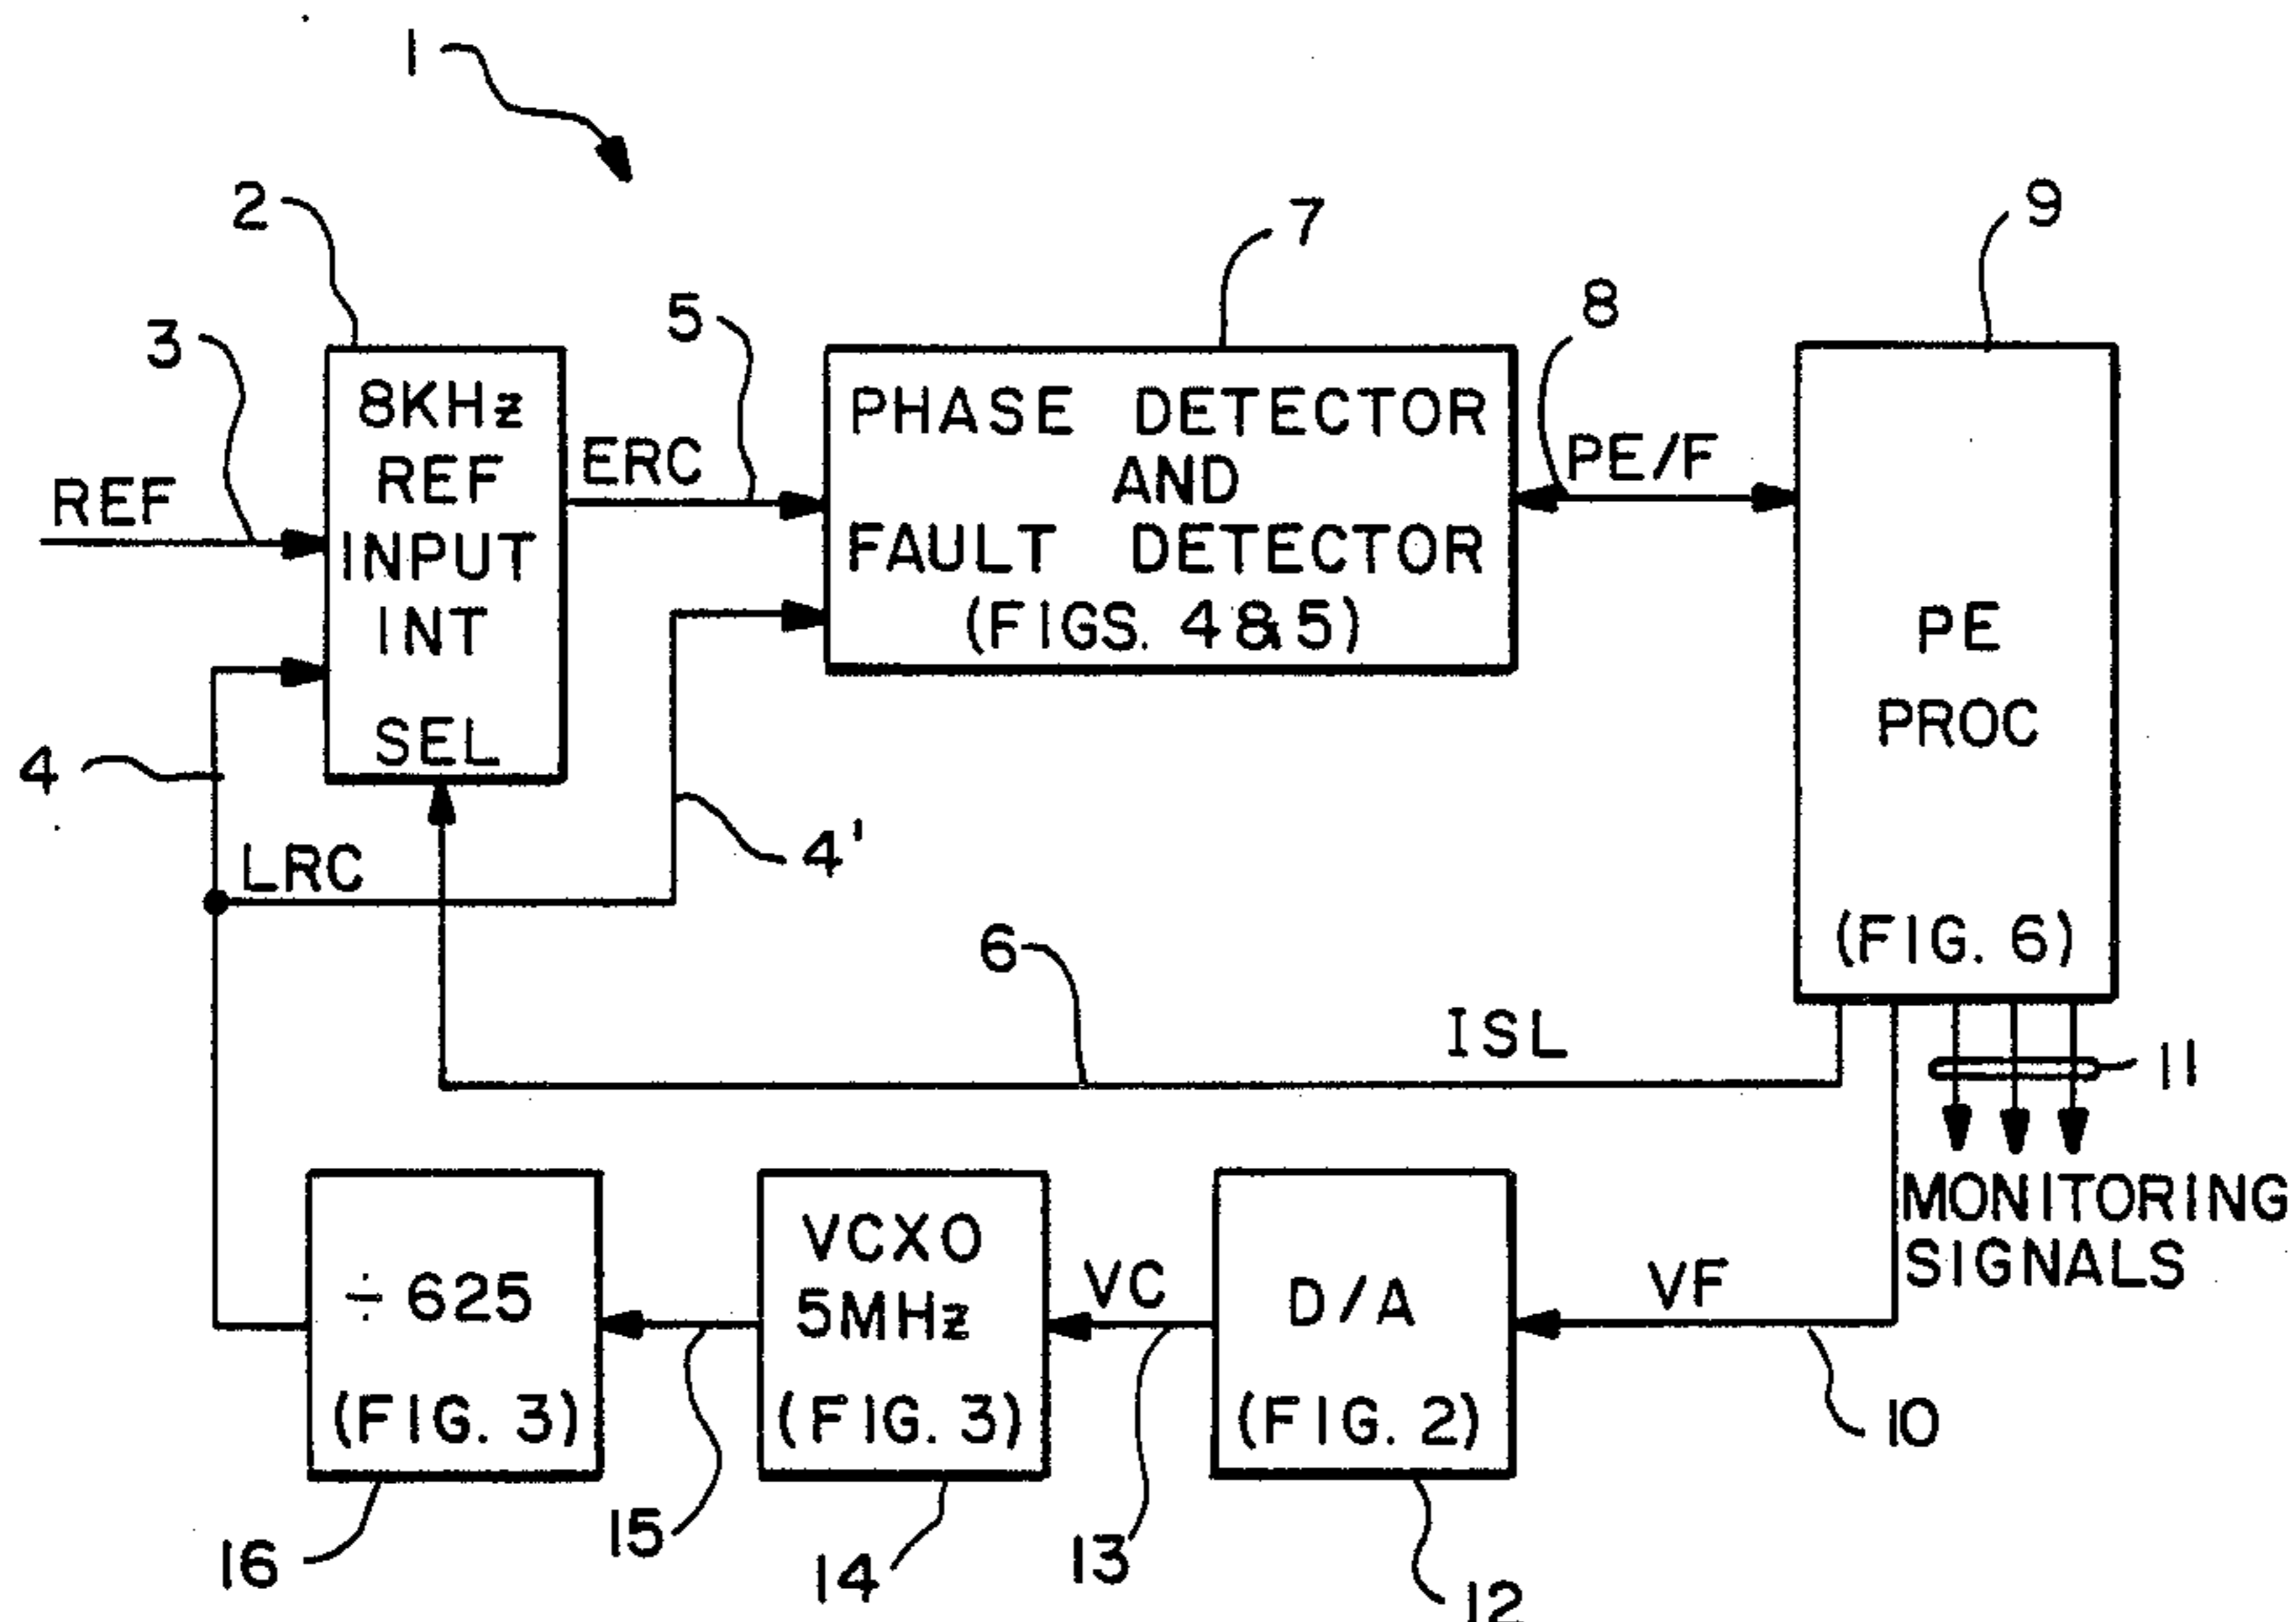 1
2
7
9
8
5
3
8KHz
REF
INPUT
INT
SEL
ERC
PHASE DETECTOR
AND
FAULT DETECTOR
(FIGS. 4&5)
PE/F
REF
PE
PROC
(FIG. 6)
4
4'
LRC
6
ISL
11
MONITORING
SIGNALS
÷625
(FIG. 3)
VCXO
5MHz
(FIG. 3)
VC
D/A
(FIG. 2)
VF
10
16
15
14
13
12